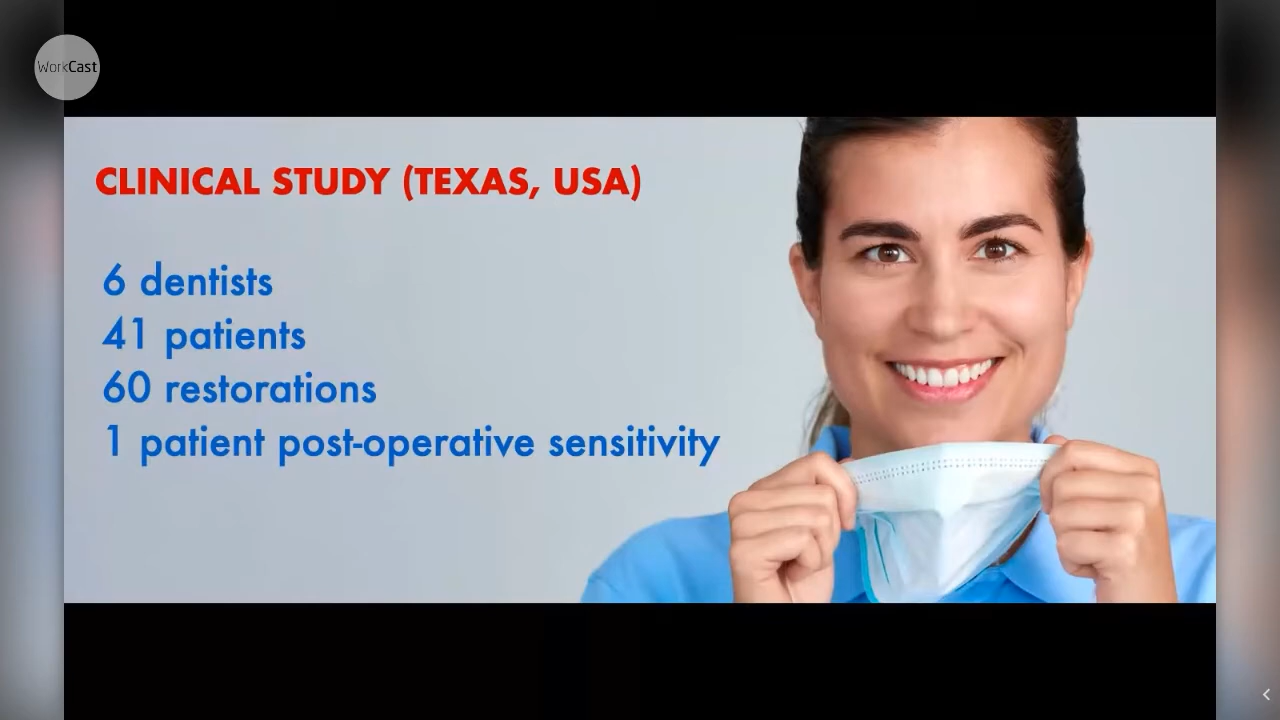 WorkCast
CLINICAL STUDY (TEXAS, USA)
6 dentists
41 patients
60 restorations
1 patient post-operative sensitivity